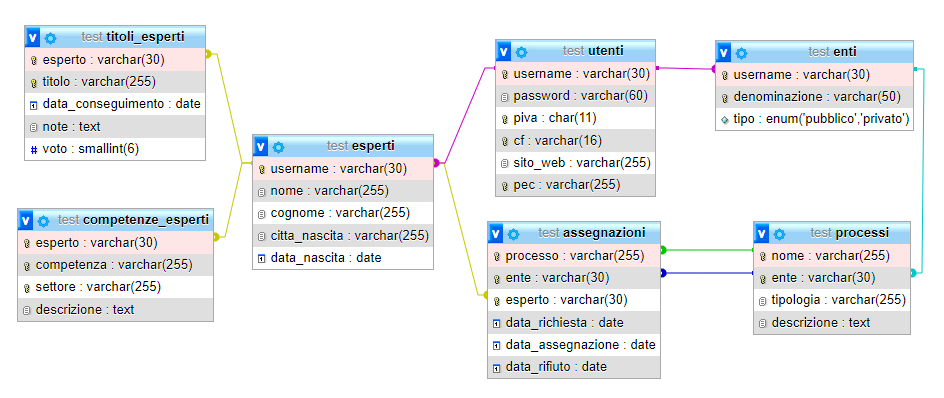 test titoli_esperti
esperto : varchar(30)
titolo : varchar(255)
data_conseguimento : date
note : text
# voto : smallint(6)
test competenze_esperti
esperto : varchar(30)
competenza : varchar(255)
settore : varchar(255)
descrizione : text
test esperti
username : varchar(30)
nome : varchar(255)
cognome : varchar(255)
citta_nascita : varchar(255)
data_nascita : date
test utenti
username : varchar(30)
password : varchar(60)
piva : char(11)
cf : varchar(16)
sito_web : varchar(255)
pec : varchar(255)
test assegnazioni
processo : varchar(255)
ente : varchar(30)
esperto : varchar(30)
data_richiesta : date
data_assegnazione : date
data_rifiuto : date
test enti
username : varchar(30)
denominazione : varchar(50)
tipo : enum('pubblico','privato')
test processi
nome : varchar(255)
ente : varchar(30)
tipologia : varchar(255)
descrizione : text